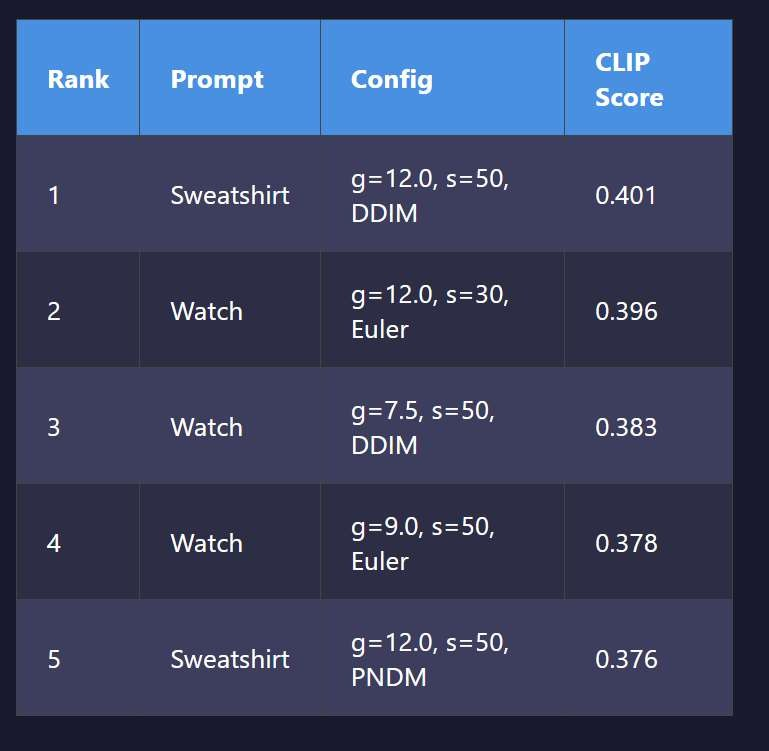 Rank Prompt Config CLIP Score
1 Sweatshirt g=12.0, s=50, DDIM 0.401
2 Watch g=12.0, s=30, Euler 0.396
3 Watch g=7.5, s=50, DDIM 0.383
4 Watch g=9.0, s=50, Euler 0.378
5 Sweatshirt g=12.0, s=50, PNDM 0.376